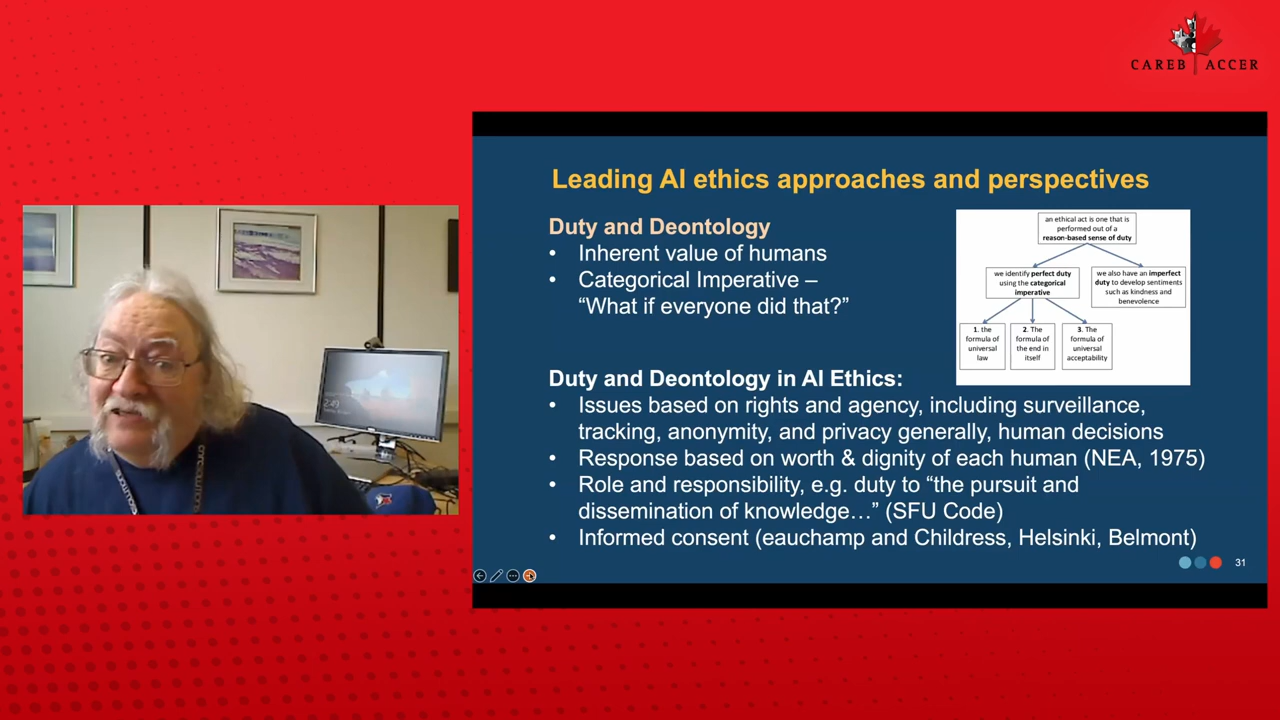 CAREB ACCER
Leading AI ethics approaches and perspectives
Duty and Deontology
• Inherent value of humans
• Categorical Imperative –
“What if everyone did that?”
an ethical act is one that is
performed out of a
reason-based sense of duty
we identify perfect duty
using the categorical
imperative
we also have an imperfect
duty to develop sentiments
such as kindness and
benevolence
1. the
formula of
universal
law
2. The
formula of
the end in
itself
3. The
formula of
universal
acceptability
Duty and Deontology in AI Ethics:
• Issues based on rights and agency, including surveillance,
tracking, anonymity, and privacy generally, human decisions
• Response based on worth & dignity of each human (NEA, 1975)
• Role and responsibility, e.g. duty to “the pursuit and
dissemination of knowledge…” (SFU Code)
• Informed consent (eauchamp and Childress, Helsinki, Belmont)
31
2:49